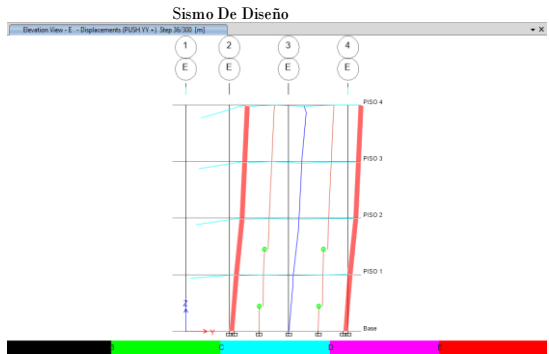 Sismo De Diseño
Elevation View - E - Displacements (PUSH YY +) Step 36/300 [m]
1 2 3 4
E E E E
PISO 4
PISO 3
PISO 2
PISO 1
Z
Y
Base
B C D E